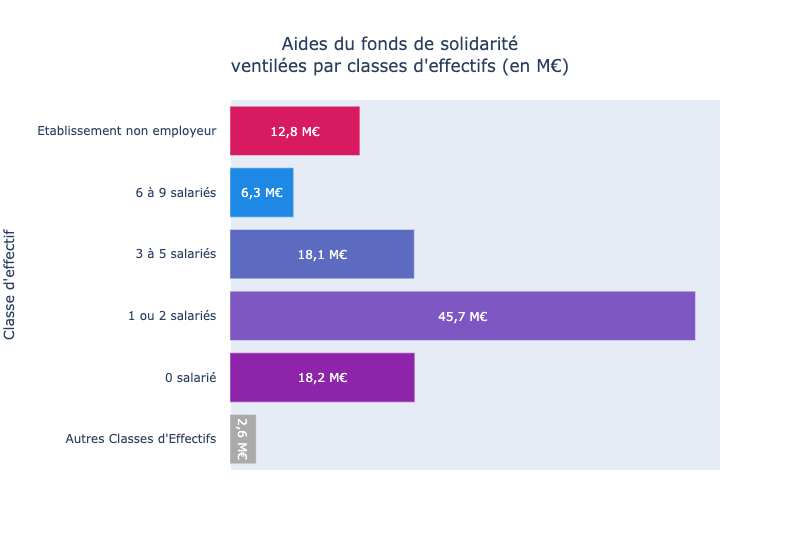 Aides du fonds de solidarité
ventilées par classes d'effectifs (en M€)
Classe d'effectif
Etablissement non employeur
12,8 M€
6 à 9 salariés
6,3 M€
3 à 5 salariés
18,1 M€
1 ou 2 salariés
45,7 M€
0 salarié
18,2 M€
Autres Classes d'Effectifs
2,6 M€